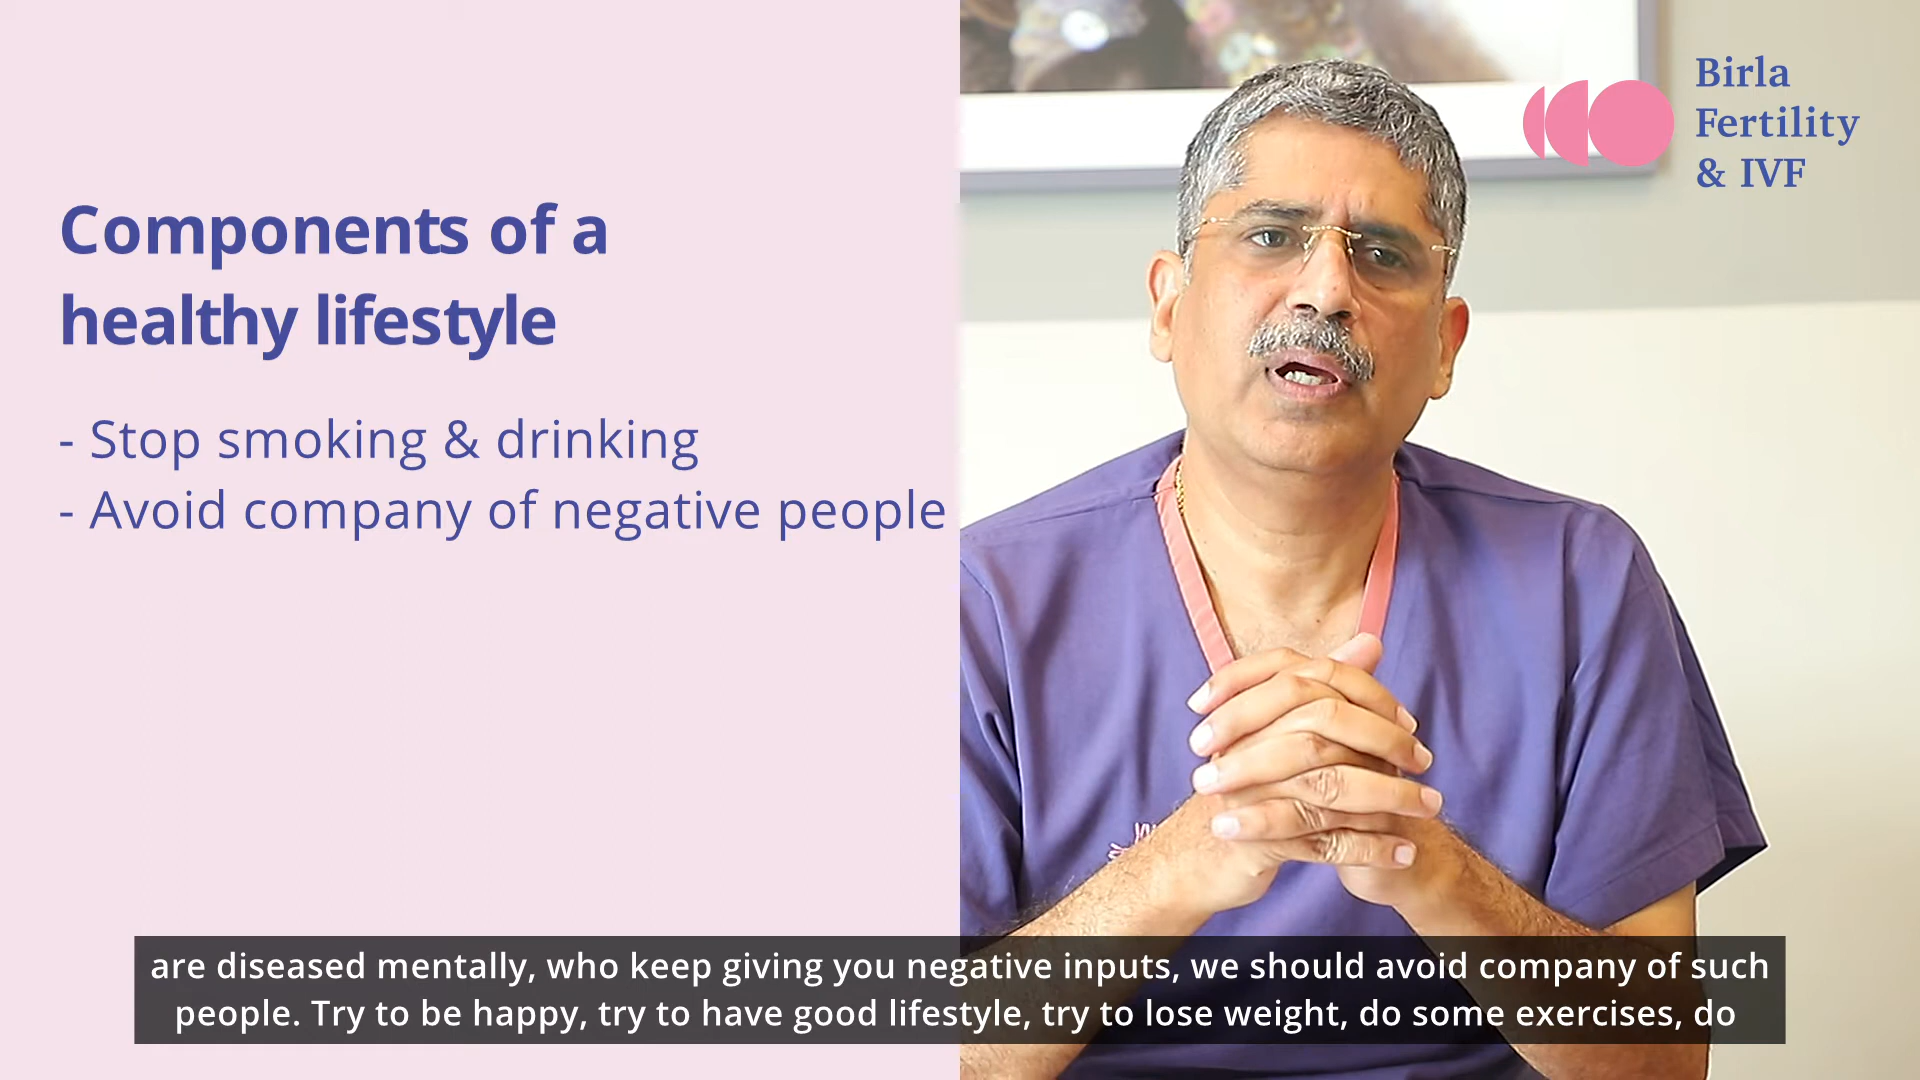 Birla
Fertility
& IVF
Components of a
healthy lifestyle
- Stop smoking & drinking
- Avoid company of negative people
are diseased mentally, who keep giving you negative inputs, we should avoid company of such
people. Try to be happy, try to have good lifestyle, try to lose weight, do some exercises, do